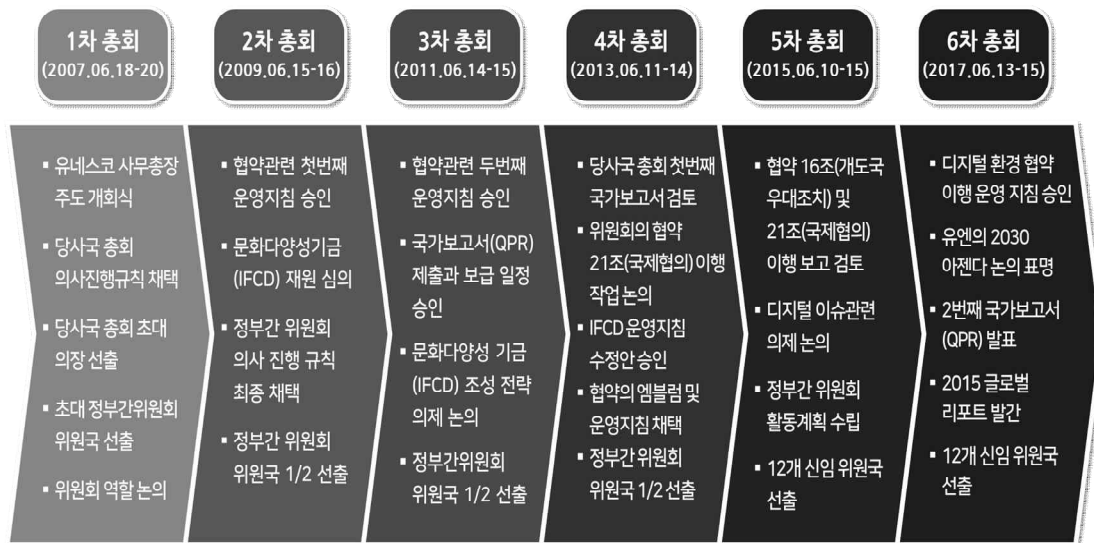 1차 총회
(2007.06.18-20)
2차 총회
(2009.06.15-16)
3차 총회
(2011.06.14-15)
4차 총회
(2013.06.11-14)
5차 총회
(2015.06.10-15)
6차 총회
(2017.06.13-15)
▪ 유네스코 사무총장
주도 개회식
▪ 당사국 총회
의사진행규칙 채택
▪ 당사국 총회 초대
의장 선출
▪ 초대 정부간위원회
위원국 선출
▪ 위원회 역할 논의
▪ 협약관련 첫번째
운영지침 승인
▪ 문화다양성기금
(IFCD) 재원 심의
▪ 정부간 위원회
의사 진행 규칙
최종 채택
▪ 정부간 위원회
위원국 1/2 선출
▪ 협약관련 두번째
운영지침 승인
▪ 국가보고서(QPR)
제출과 보급 일정
승인
▪ 문화다양성 기금
(IFCD) 조성 전략
의제 논의
▪ 정부간위원회
위원국 1/2 선출
▪ 당사국 총회 첫번째
국가보고서 검토
▪ 위원회의 협약
21조(국제협의) 이행
작업 논의
▪ IFCD 운영지침
수정안 승인
▪ 협약의 엠블럼 및
운영지침 채택
▪ 정부간 위원회
위원국 1/2 선출
▪ 협약 16조(개도국
우대조치) 및
21조(국제협의)
이행 보고 검토
▪ 디지털 이슈관련
의제 논의
▪ 정부간 위원회
활동계획 수립
▪ 12개 신임 위원국
선출
▪ 디지털 환경 협약
이행 운영 지침 승인
▪ 유엔의 2030
아젠다 논의 표명
▪ 2번째 국가보고서
(QPR) 발표
▪ 2015 글로벌
리포트 발간
▪ 12개 신임 위원국
선출